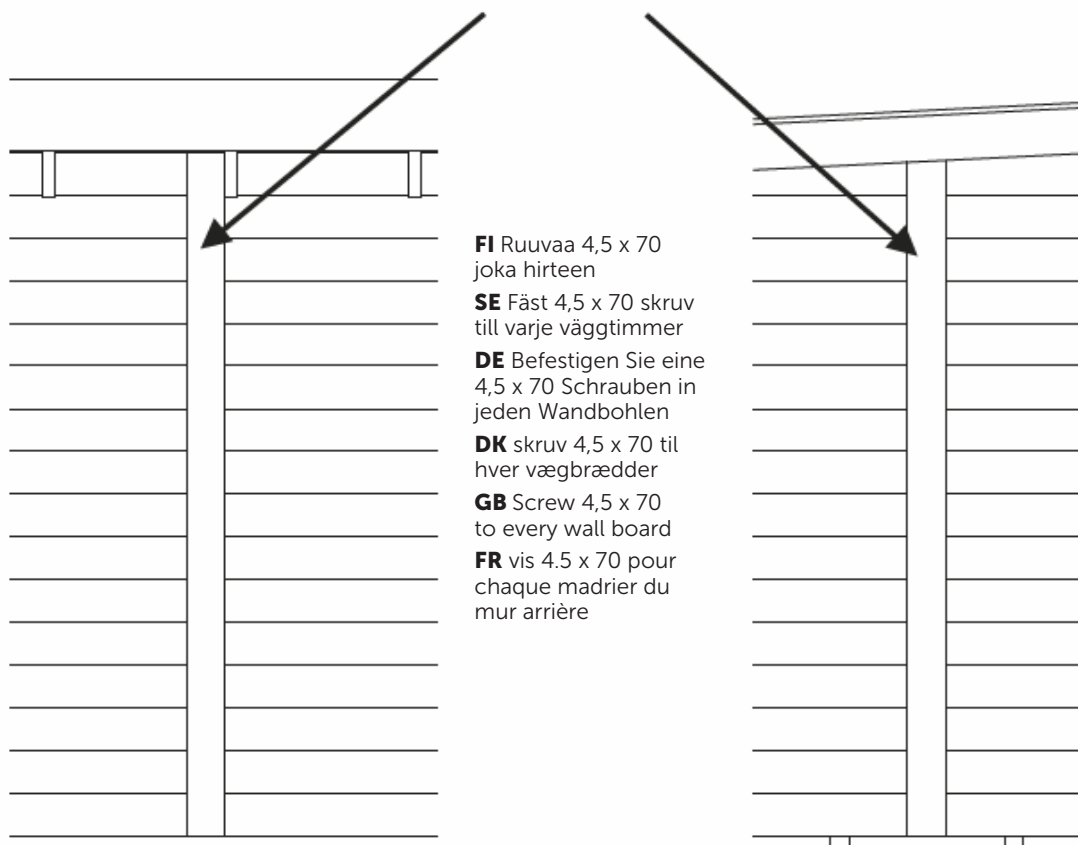 FI Ruuvaa 4,5 x 70
joka hirteen
SE Fäst 4,5 x 70 skruv
till varje väggtimmer
DE Befestigen Sie eine
4,5 x 70 Schrauben in
jeden Wandbohlen
DK skruv 4,5 x 70 til
hver vægbrædder
GB Screw 4,5 x 70
to every wall board
FR vis 4.5 x 70 pour
chaque madrier du
mur arrière